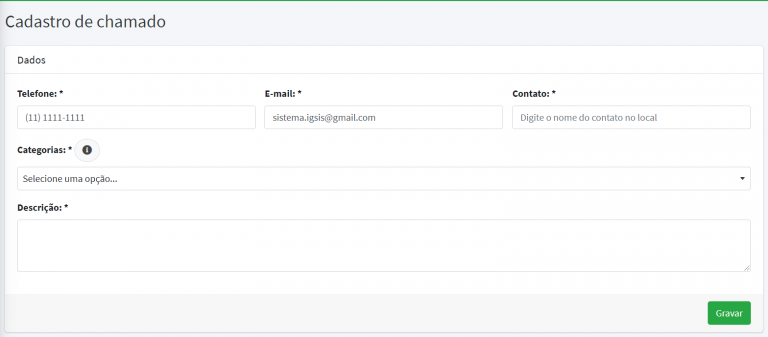 Cadastro de chamado
Dados
Telefone: * E-mail: * Contato: *
(11) 1111-1111 sistema.igsis@gmail.com Digite o nome do contato no local
Categorias: *
Selecione uma opção...
Descrição: *
Gravar